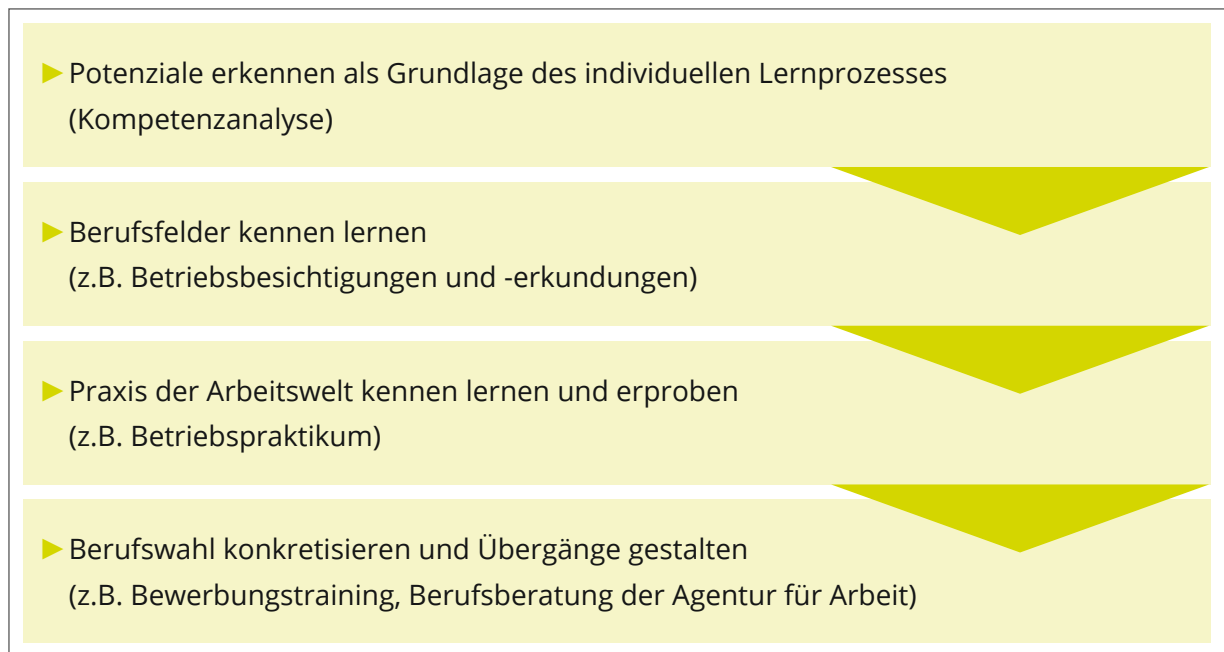 Potenziale erkennen als Grundlage des individuellen Lernprozesses
(Kompetenzanalyse)
Berufsfelder kennen lernen
(z.B. Betriebsbesichtigungen und -erkundungen)
Praxis der Arbeitswelt kennen lernen und erproben
(z.B. Betriebspraktikum)
Berufswahl konkretisieren und Übergänge gestalten
(z.B. Bewerbungstraining, Berufsberatung der Agentur für Arbeit)